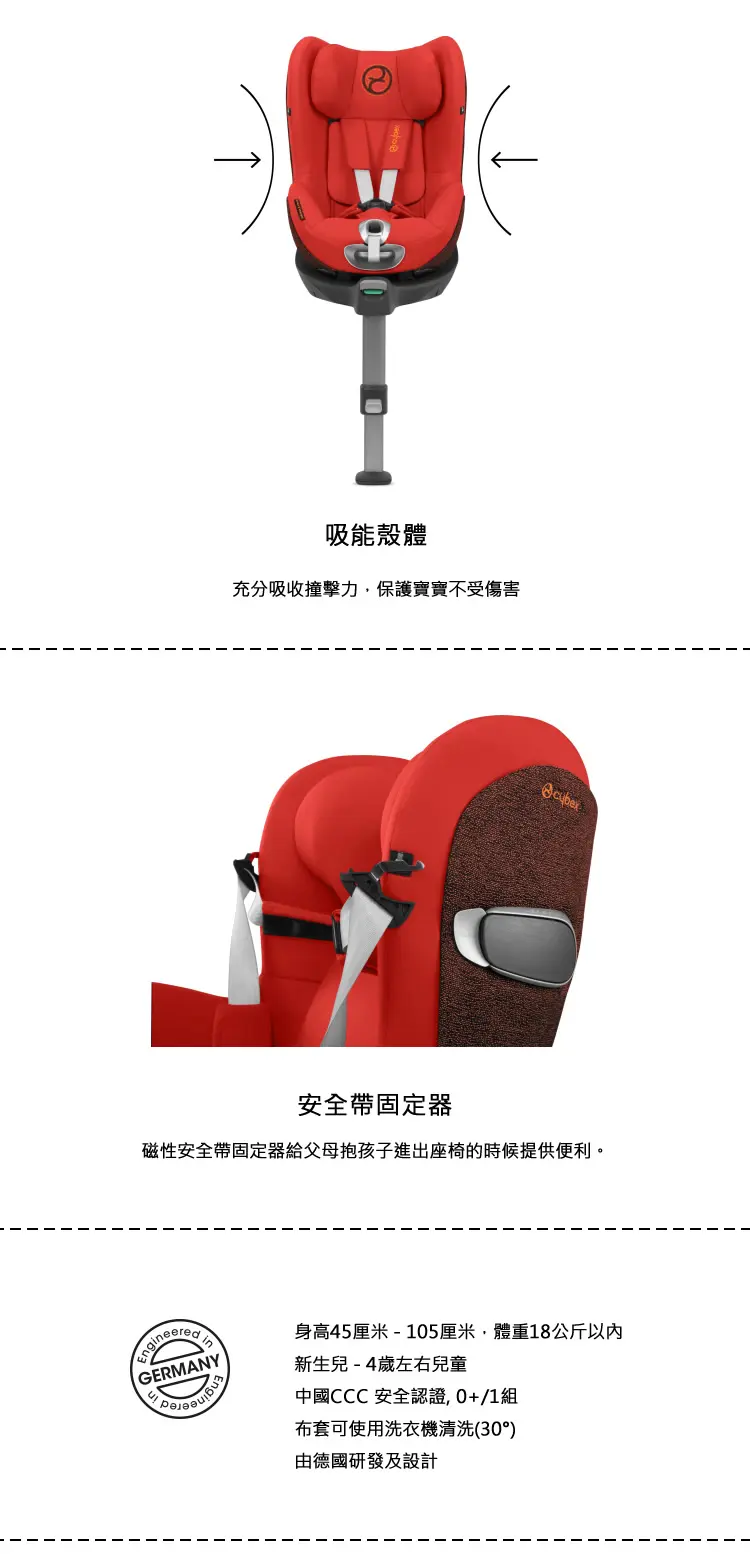 cybex
吸能殼體
充分吸收撞擊力，保護寶寶不受傷害
cybex
安全帶固定器
磁性安全帶固定器給父母抱孩子進出座椅的時候提供便利。
Engineered in
GERMANY
Engineered in
身高45厘米 - 105厘米，體重18公斤以內
新生兒 - 4歲左右兒童
中國CCC 安全認證, 0+/1組
布套可使用洗衣機清洗(30°)
由德國研發及設計